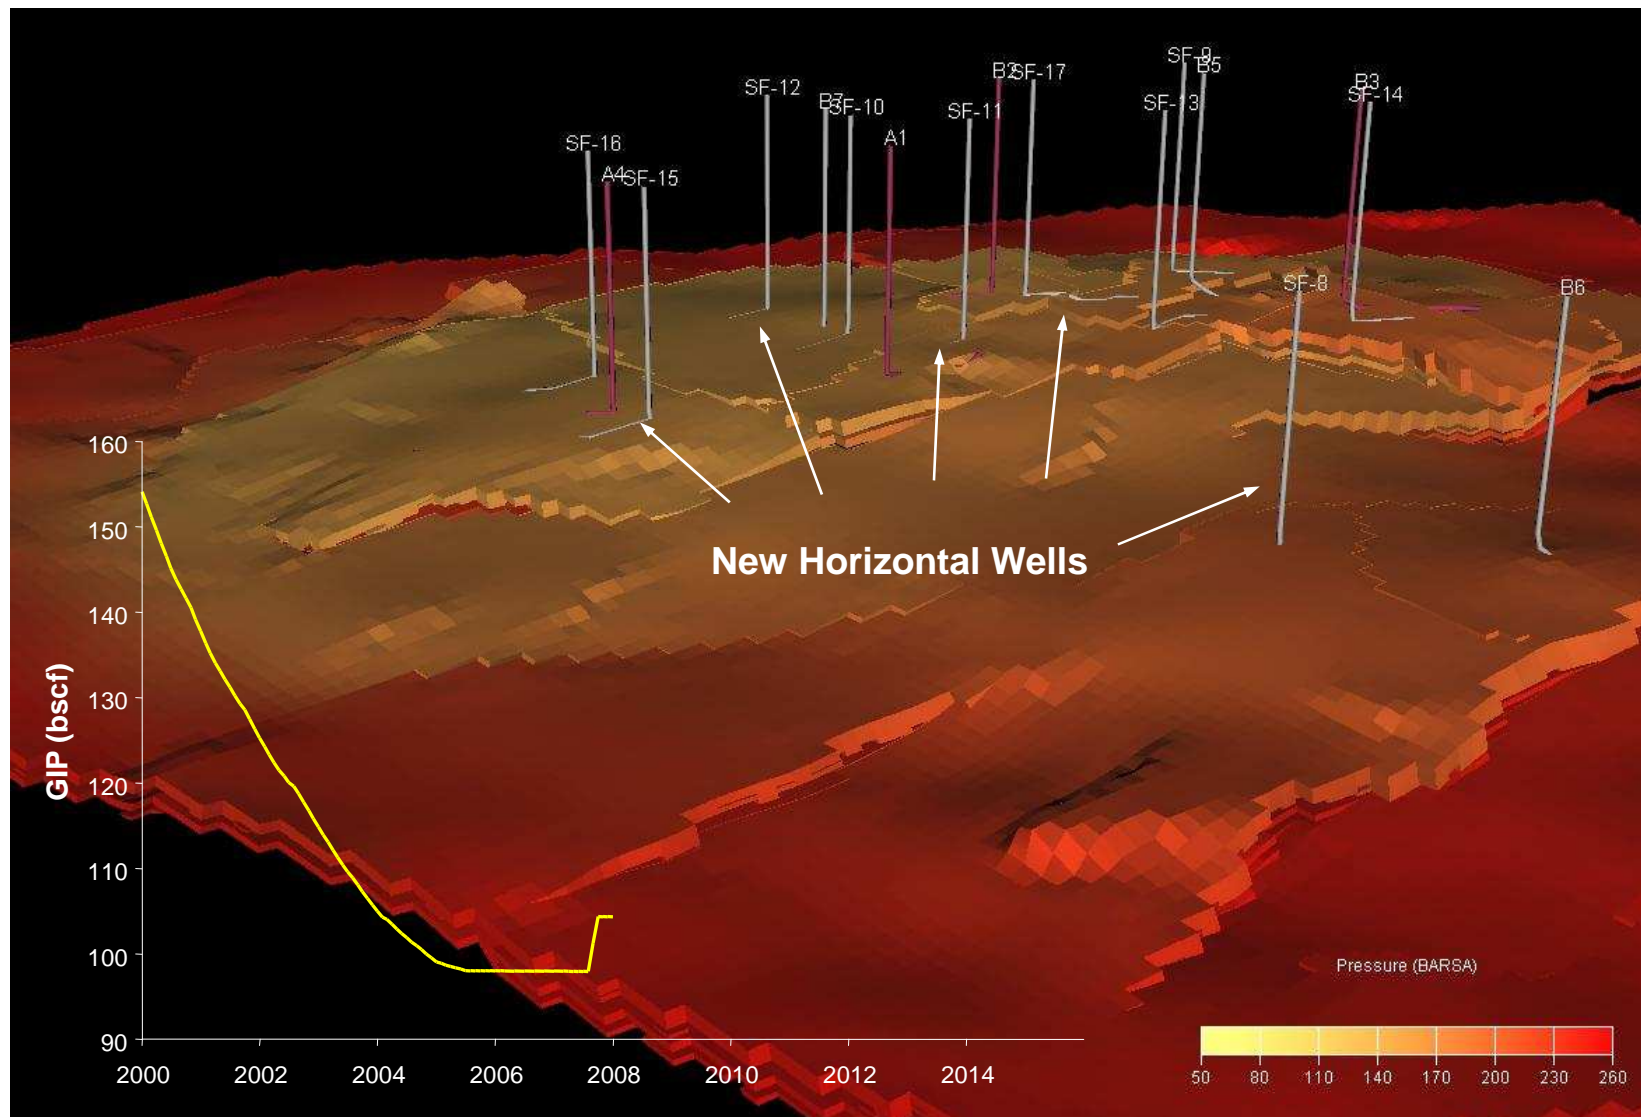 SF-9
B5
B2
SF-17
SF-12
B3
SF-14
B7
SF-10
SF-11
SF-13
A1
SF-16
A4
SF-15
SF-8
B6
New Horizontal Wells
GIP (bscf)
160
150
140
130
120
110
100
90
2000
2002
2004
2006
2008
2010
2012
2014
Pressure (BARSA)
50 80 110 140 170 200 230 260